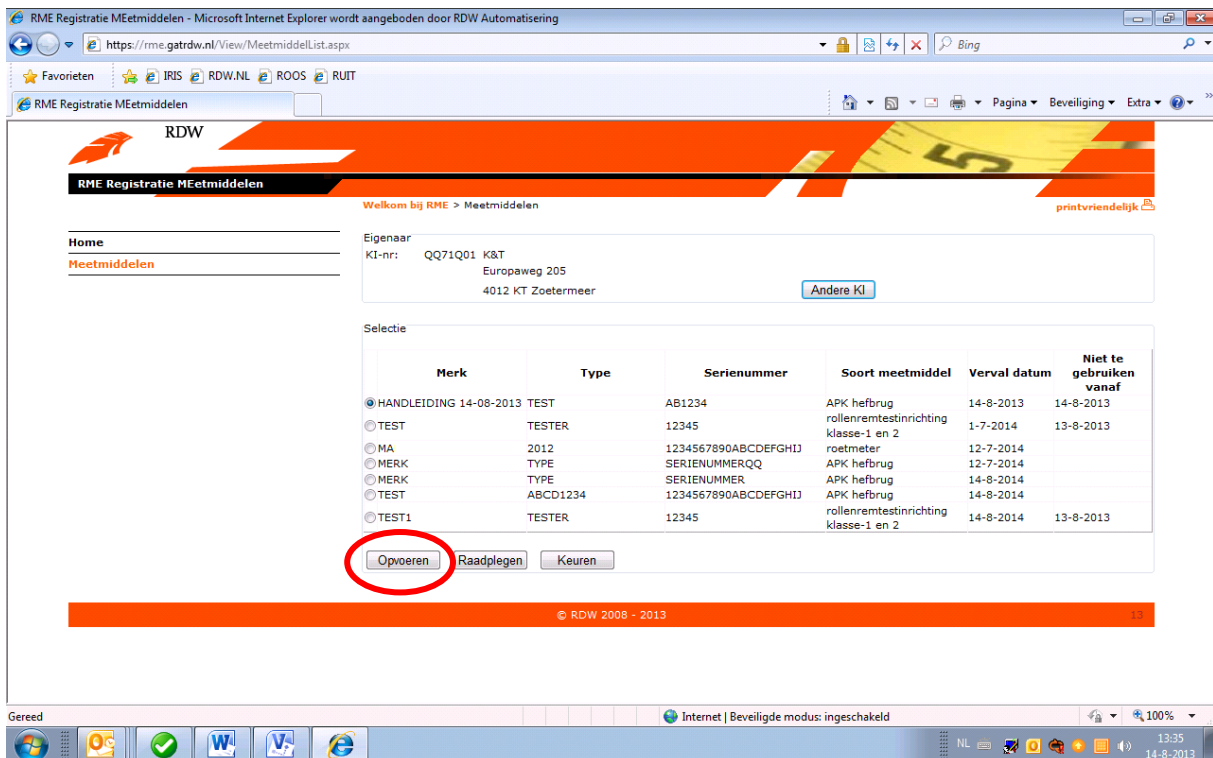 RME Registratie MEetmiddelen - Microsoft Internet Explorer wordt aangeboden door RDW Automatisering
https://rme.gatrdw.nl/View/MeetmiddelList.aspx
Bing
Favorieten IRIS RDW.NL ROOS RUIT
RME Registratie MEetmiddelen
Pagina Beveiliging Extra
RDW
RME Registratie MEetmiddelen
Welkom bij RME > Meetmiddelen
printvriendelijk
Home
Meetmiddelen
Eigenaar
KI-nr: QQ71Q01 K&T
Europaweg 205
4012 KT Zoetermeer
Andere KI
Selectie
Merk Type Serienummer Soort meetmiddel Verval datum Niet te gebruiken vanaf
HANDLEIDING 14-08-2013 TEST AB1234 APK hefbrug 14-8-2013 14-8-2013
TEST TESTER 12345 rollenremtestinrichting klasse-1 en 2 1-7-2014 13-8-2013
MA 2012 1234567890ABCDEFGHIJ roetmeter 12-7-2014
MERK TYPE SERIENUMMERQQ APK hefbrug 12-7-2014
MERK TYPE SERIENUMMER APK hefbrug 14-8-2014
TEST ABCD1234 1234567890ABCDEFGHIJ APK hefbrug 14-8-2014
TEST1 TESTER 12345 rollenremtestinrichting klasse-1 en 2 14-8-2014 13-8-2013
Opvoeren Raadplegen Keuren
© RDW 2008 - 2013 13
Gereed
Internet | Beveiligde modus: ingeschakeld
100%
NL
13:35
14-8-2013